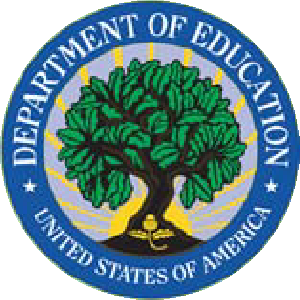 DEPARTMENT OF EDUCATION
UNITED STATES OF AMERICA